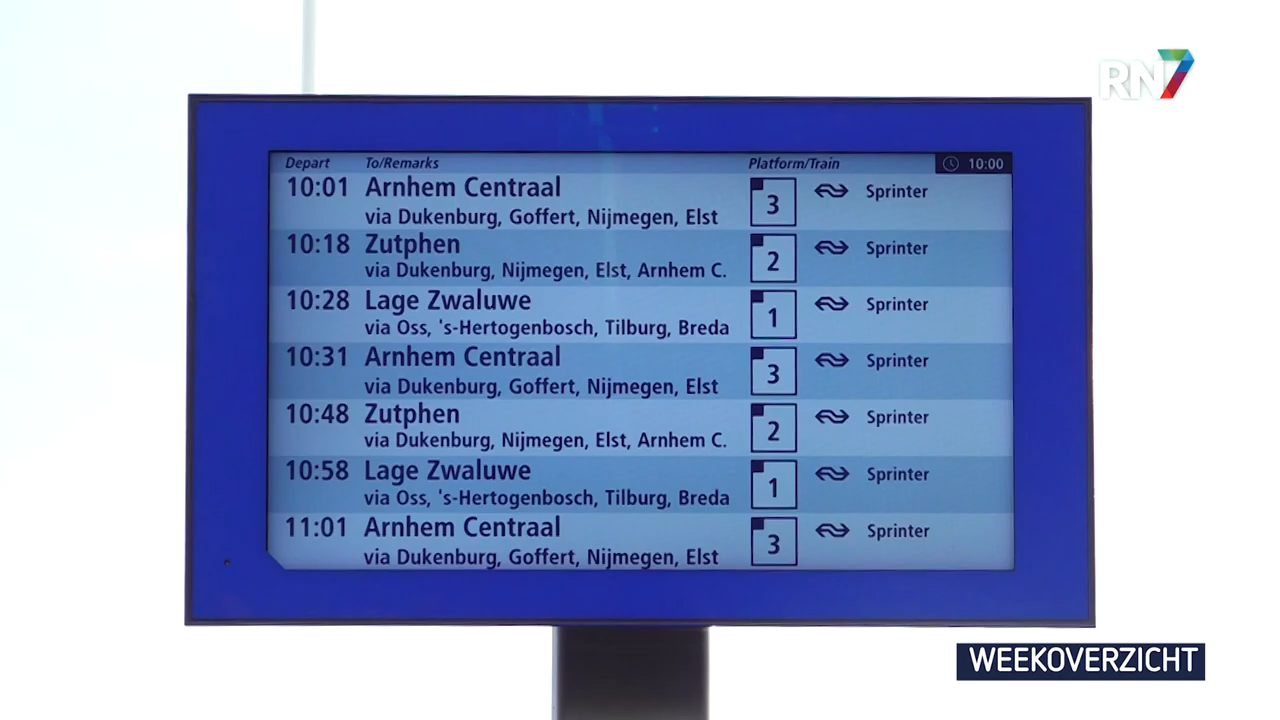 RN7
Depart To/Remarks Platform/Train 10:00
10:01 Arnhem Centraal 3 Sprinter
via Dukenburg, Goffert, Nijmegen, Elst
10:18 Zutphen 2 Sprinter
via Dukenburg, Nijmegen, Elst, Arnhem C.
10:28 Lage Zwaluwe 1 Sprinter
via Oss, 's-Hertogenbosch, Tilburg, Breda
10:31 Arnhem Centraal 3 Sprinter
via Dukenburg, Goffert, Nijmegen, Elst
10:48 Zutphen 2 Sprinter
via Dukenburg, Nijmegen, Elst, Arnhem C.
10:58 Lage Zwaluwe 1 Sprinter
via Oss, 's-Hertogenbosch, Tilburg, Breda
11:01 Arnhem Centraal 3 Sprinter
via Dukenburg, Goffert, Nijmegen, Elst
WEEKOVERZICHT